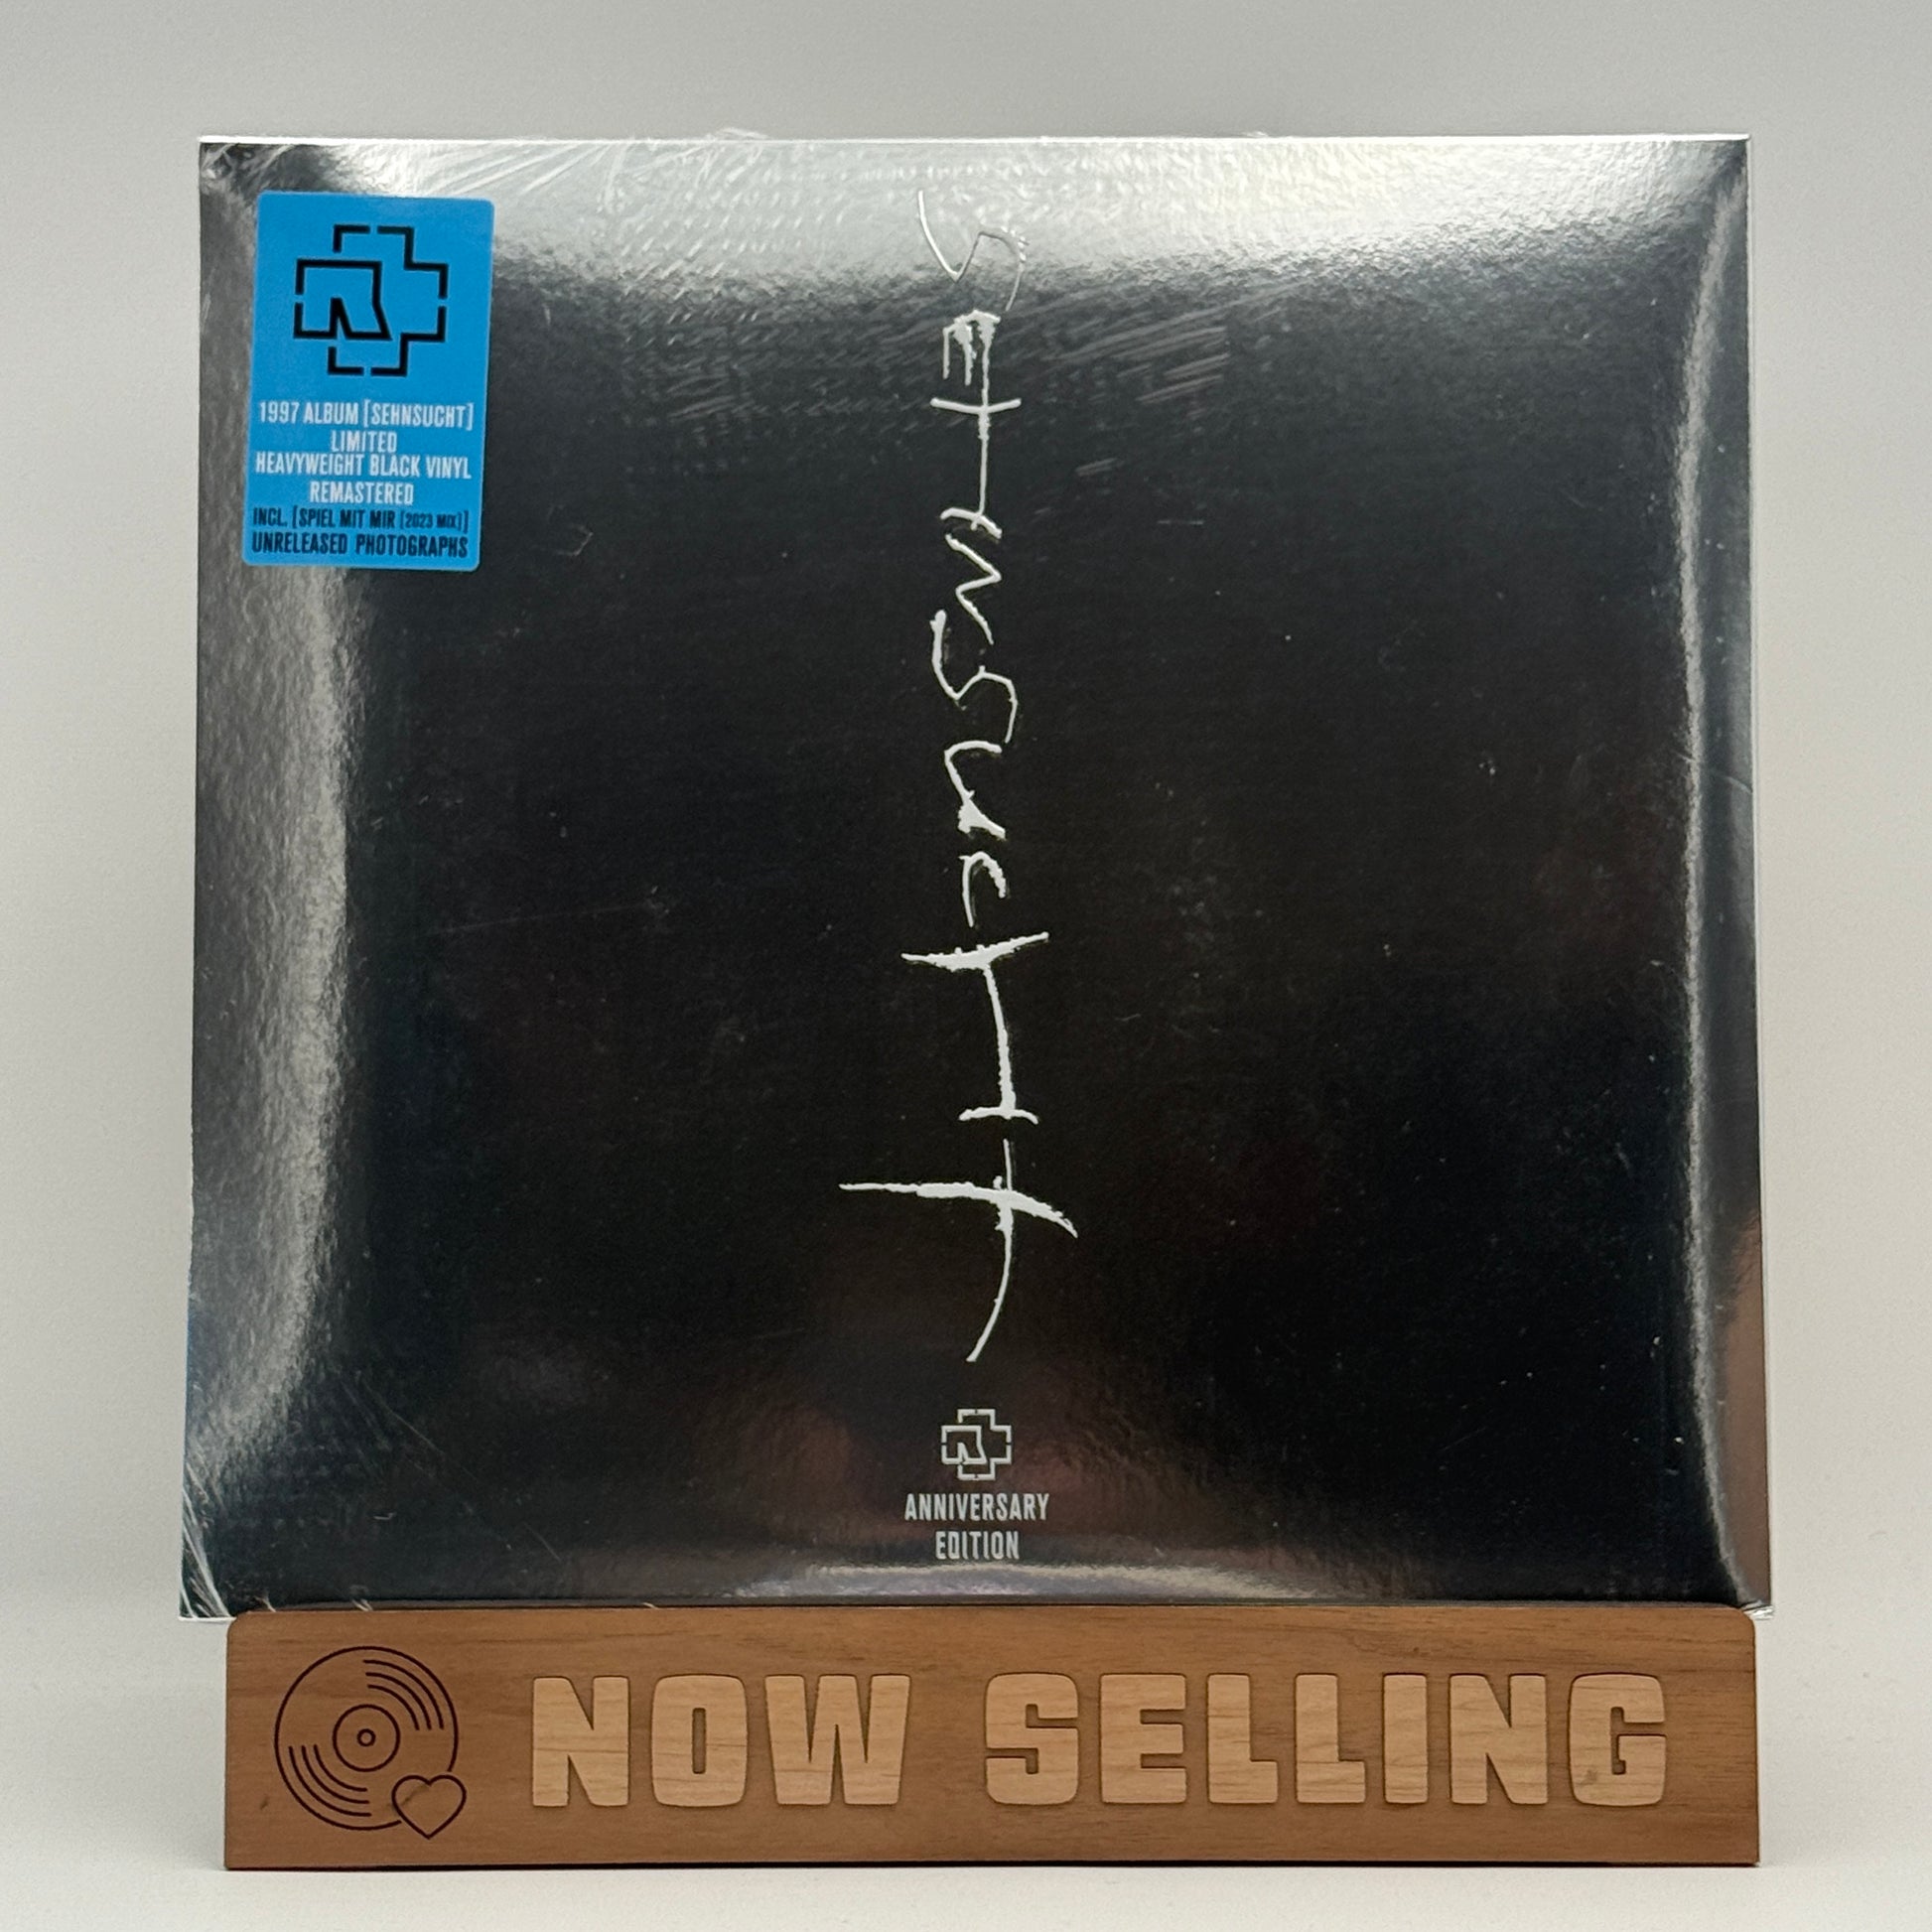 1997 ALBUM [SEHNSUCHT]
LIMITED
HEAVYWEIGHT BLACK VINYL
REMASTERED
INCL. [SPIEL MIT MIR (2023 MIX)]
UNRELEASED PHOTOGRAPHS
SEHNSUCHT
ANNIVERSARY
EDITION
NOW SELLING